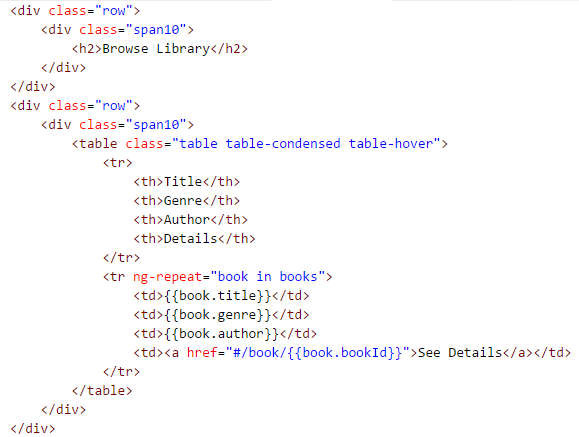 <div class="row">
    <div class="span10">
        <h2>Browse Library</h2>
    </div>
</div>
<div class="row">
    <div class="span10">
        <table class="table table-condensed table-hover">
            <tr>
                <th>Title</th>
                <th>Genre</th>
                <th>Author</th>
                <th>Details</th>
            </tr>
            <tr ng-repeat="book in books">
                <td>{{book.title}}</td>
                <td>{{book.genre}}</td>
                <td>{{book.author}}</td>
                <td><a href="#/book/{{book.bookId}}">See Details</a></td>
            </tr>
        </table>
    </div>
</div>